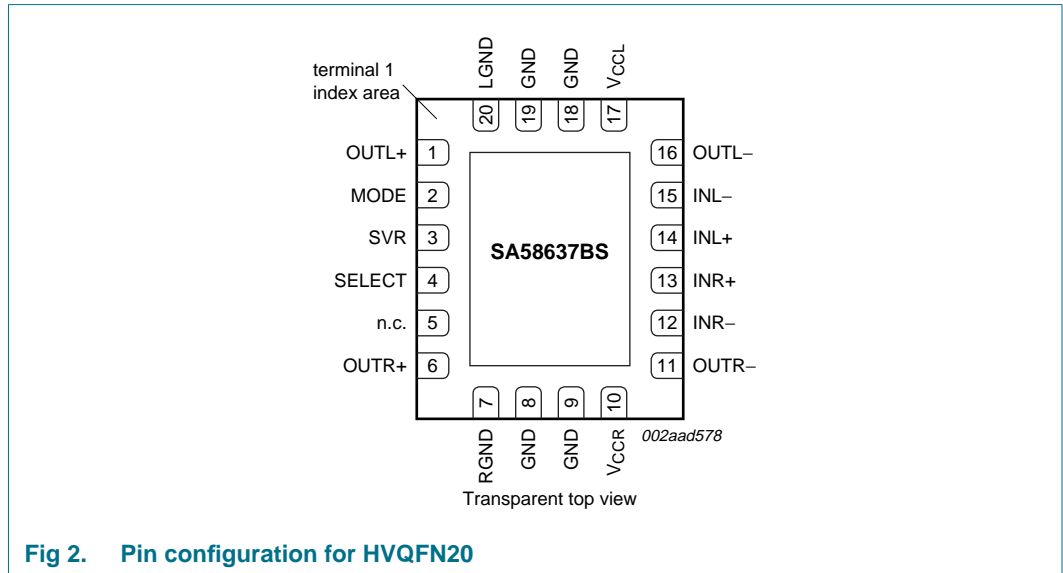 LGND
GND
GND
VCCL
terminal 1
index area
20
19
18
17
OUTL+ 1
16 OUTL−
MODE 2
15 INL−
SVR 3
14 INL+
SA58637BS
SELECT 4
13 INR+
n.c. 5
12 INR−
OUTR+ 6
11 OUTR−
7
8
9
10
RGND
GND
GND
VCCR
002aad578
Transparent top view
Fig 2. Pin configuration for HVQFN20